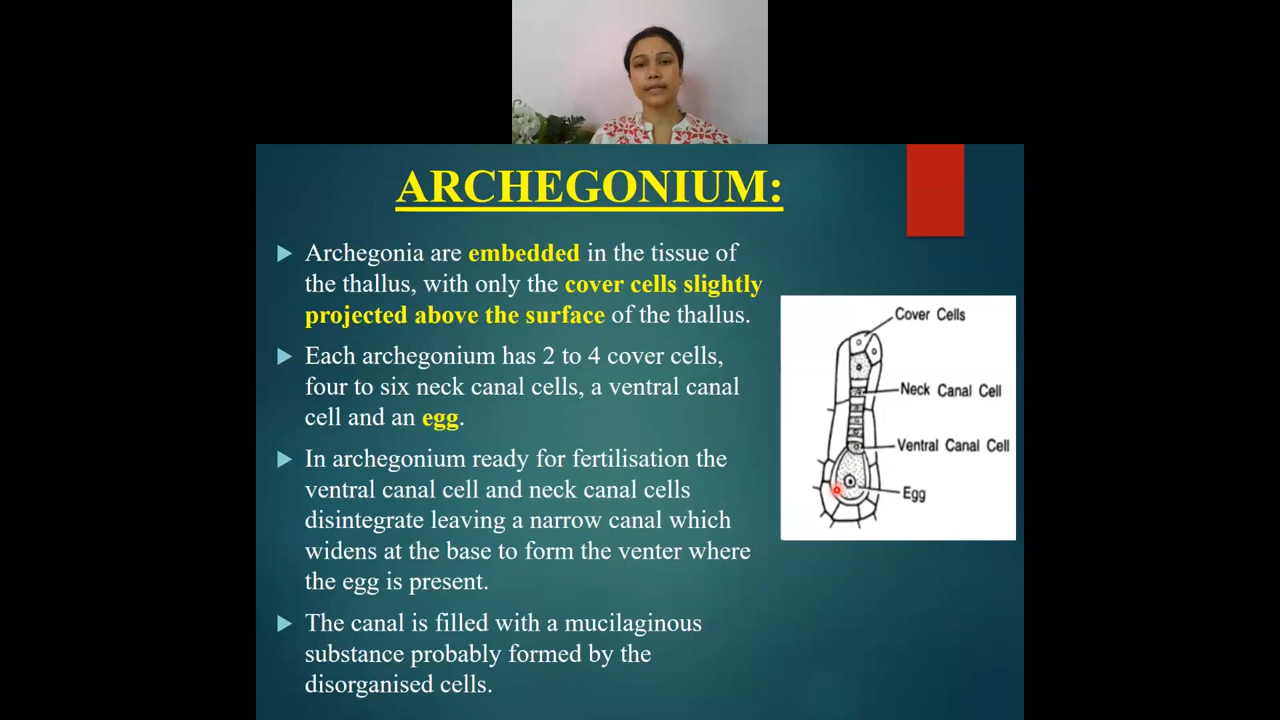 ARCHEGONIUM:
Archegonia are embedded in the tissue of
the thallus, with only the cover cells slightly
projected above the surface of the thallus.
Each archegonium has 2 to 4 cover cells,
four to six neck canal cells, a ventral canal
cell and an egg.
In archegonium ready for fertilisation the
ventral canal cell and neck canal cells
disintegrate leaving a narrow canal which
widens at the base to form the venter where
the egg is present.
The canal is filled with a mucilaginous
substance probably formed by the
disorganised cells.
Cover Cells
Neck Canal Cell
Ventral Canal Cell
Egg